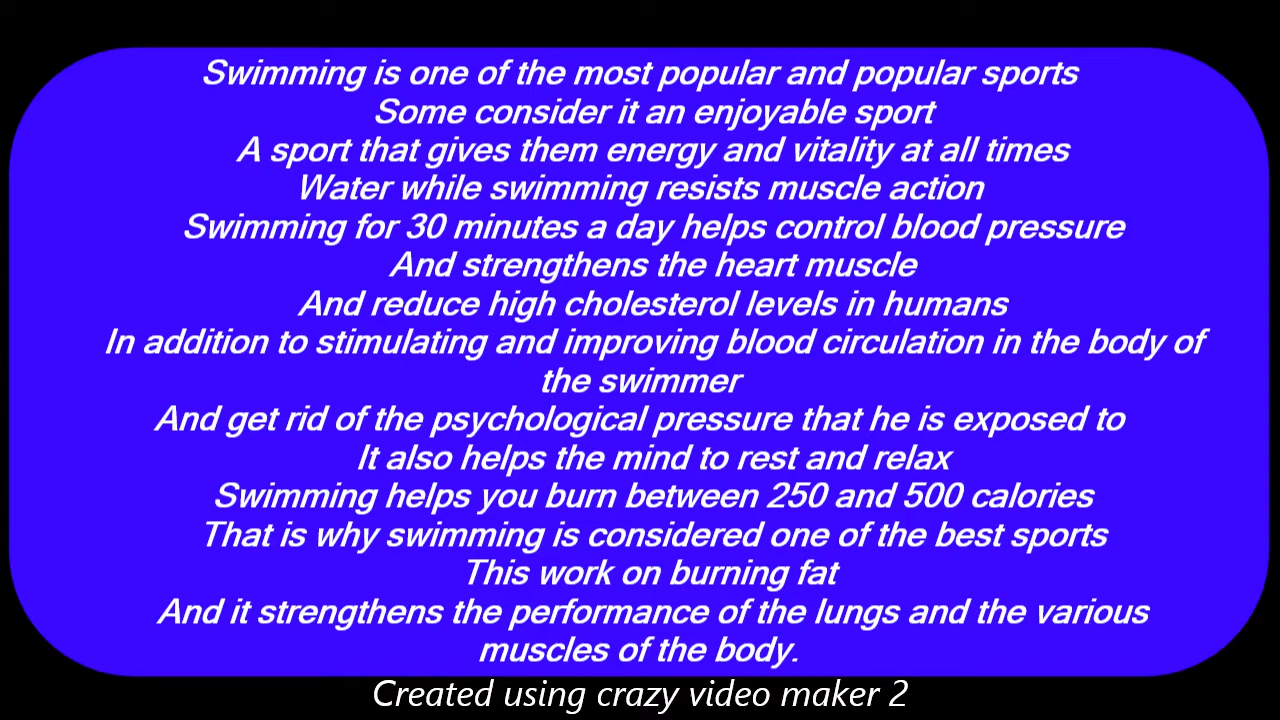 Swimming is one of the most popular and popular sports
Some consider it an enjoyable sport
A sport that gives them energy and vitality at all times
Water while swimming resists muscle action
Swimming for 30 minutes a day helps control blood pressure
And strengthens the heart muscle
And reduce high cholesterol levels in humans
In addition to stimulating and improving blood circulation in the body of
the swimmer
And get rid of the psychological pressure that he is exposed to
It also helps the mind to rest and relax
Swimming helps you burn between 250 and 500 calories
That is why swimming is considered one of the best sports
This work on burning fat
And it strengthens the performance of the lungs and the various
muscles of the body.
Created using crazy video maker 2